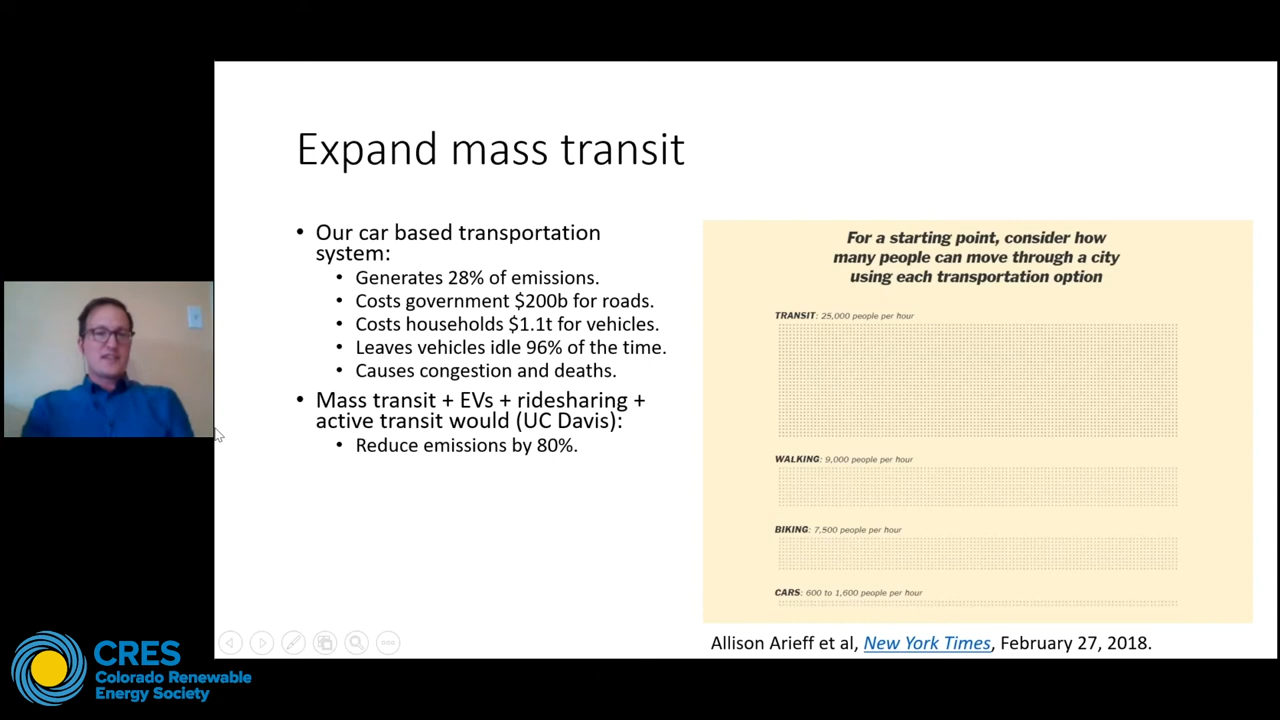 Expand mass transit
• Our car based transportation
system:
• Generates 28% of emissions.
• Costs government $200b for roads.
• Costs households $1.1t for vehicles.
• Leaves vehicles idle 96% of the time.
• Causes congestion and deaths.
• Mass transit + EVs + ridesharing +
active transit would (UC Davis):
• Reduce emissions by 80%.
For a starting point, consider how
many people can move through a city
using each transportation option
TRANSIT: 25,000 people per hour
WALKING: 9,000 people per hour
BIKING: 7,500 people per hour
CARS: 600 to 1,600 people per hour
Allison Arieff et al, New York Times, February 27, 2018.
CRES
Colorado Renewable
Energy Society